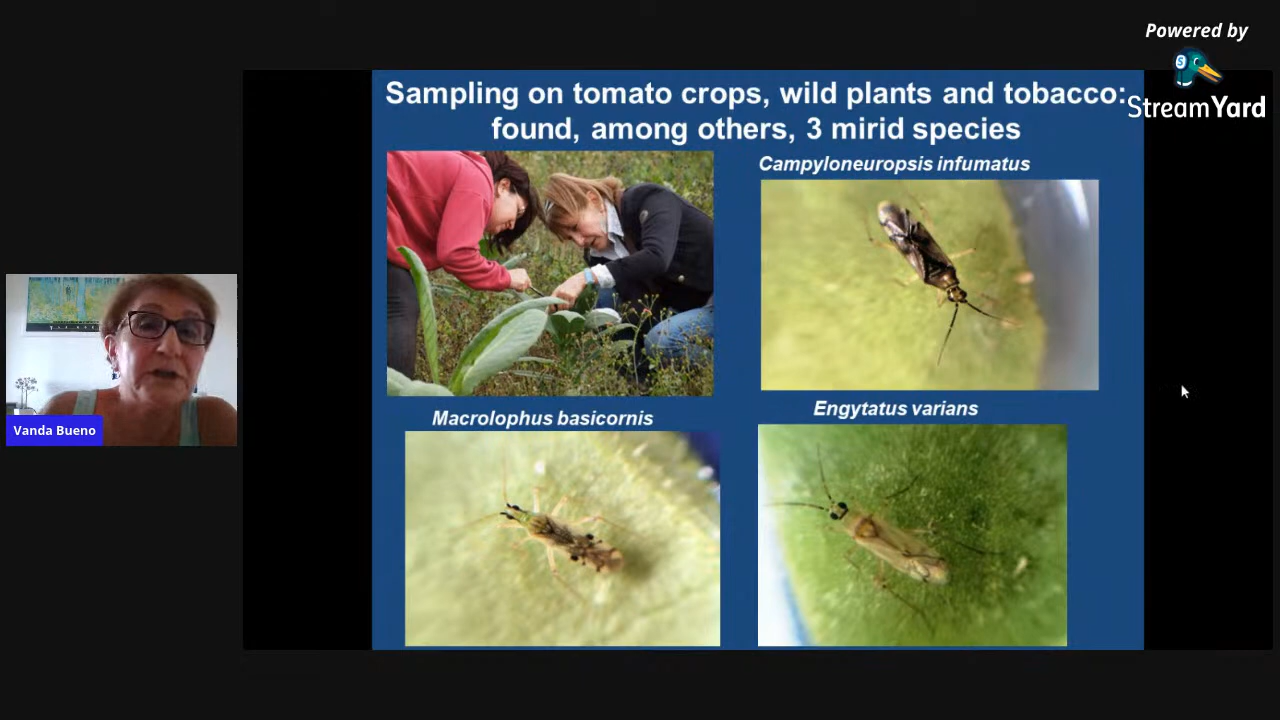 Powered by
StreamYard
Sampling on tomato crops, wild plants and tobacco:
found, among others, 3 mirid species
Campyloneuropsis infumatus
Macrolophus basicornis
Engytatus varians
Vanda Bueno